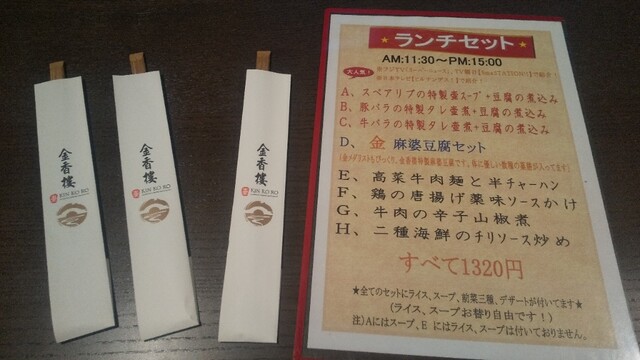 金香樓
KIN KO RO
金香樓
KIN KO RO
金香樓
KIN KO RO
★ランチセット★
AM:11:30～PM:15:00
大人気！
A、スペアリブの特製壷スープ+豆腐の煮込み
B、豚バラの特製タレ壷煮+豆腐の煮込み
C、牛バラの特製タレ壷煮+豆腐の煮込み
D、金 麻婆豆腐セット
E、高菜牛肉麺と半チャーハン
F、鶏の唐揚げ薬味ソースかけ
G、牛肉の辛子山椒煮
H、二種海鮮のチリソース炒め
すべて1320円
★全てのセットにライス、スープ、前菜三種、デザートが付いてます★
(ライス、スープお替り自由です！)
注)Aにはスープ、E にはライス、スープは付いておりません。